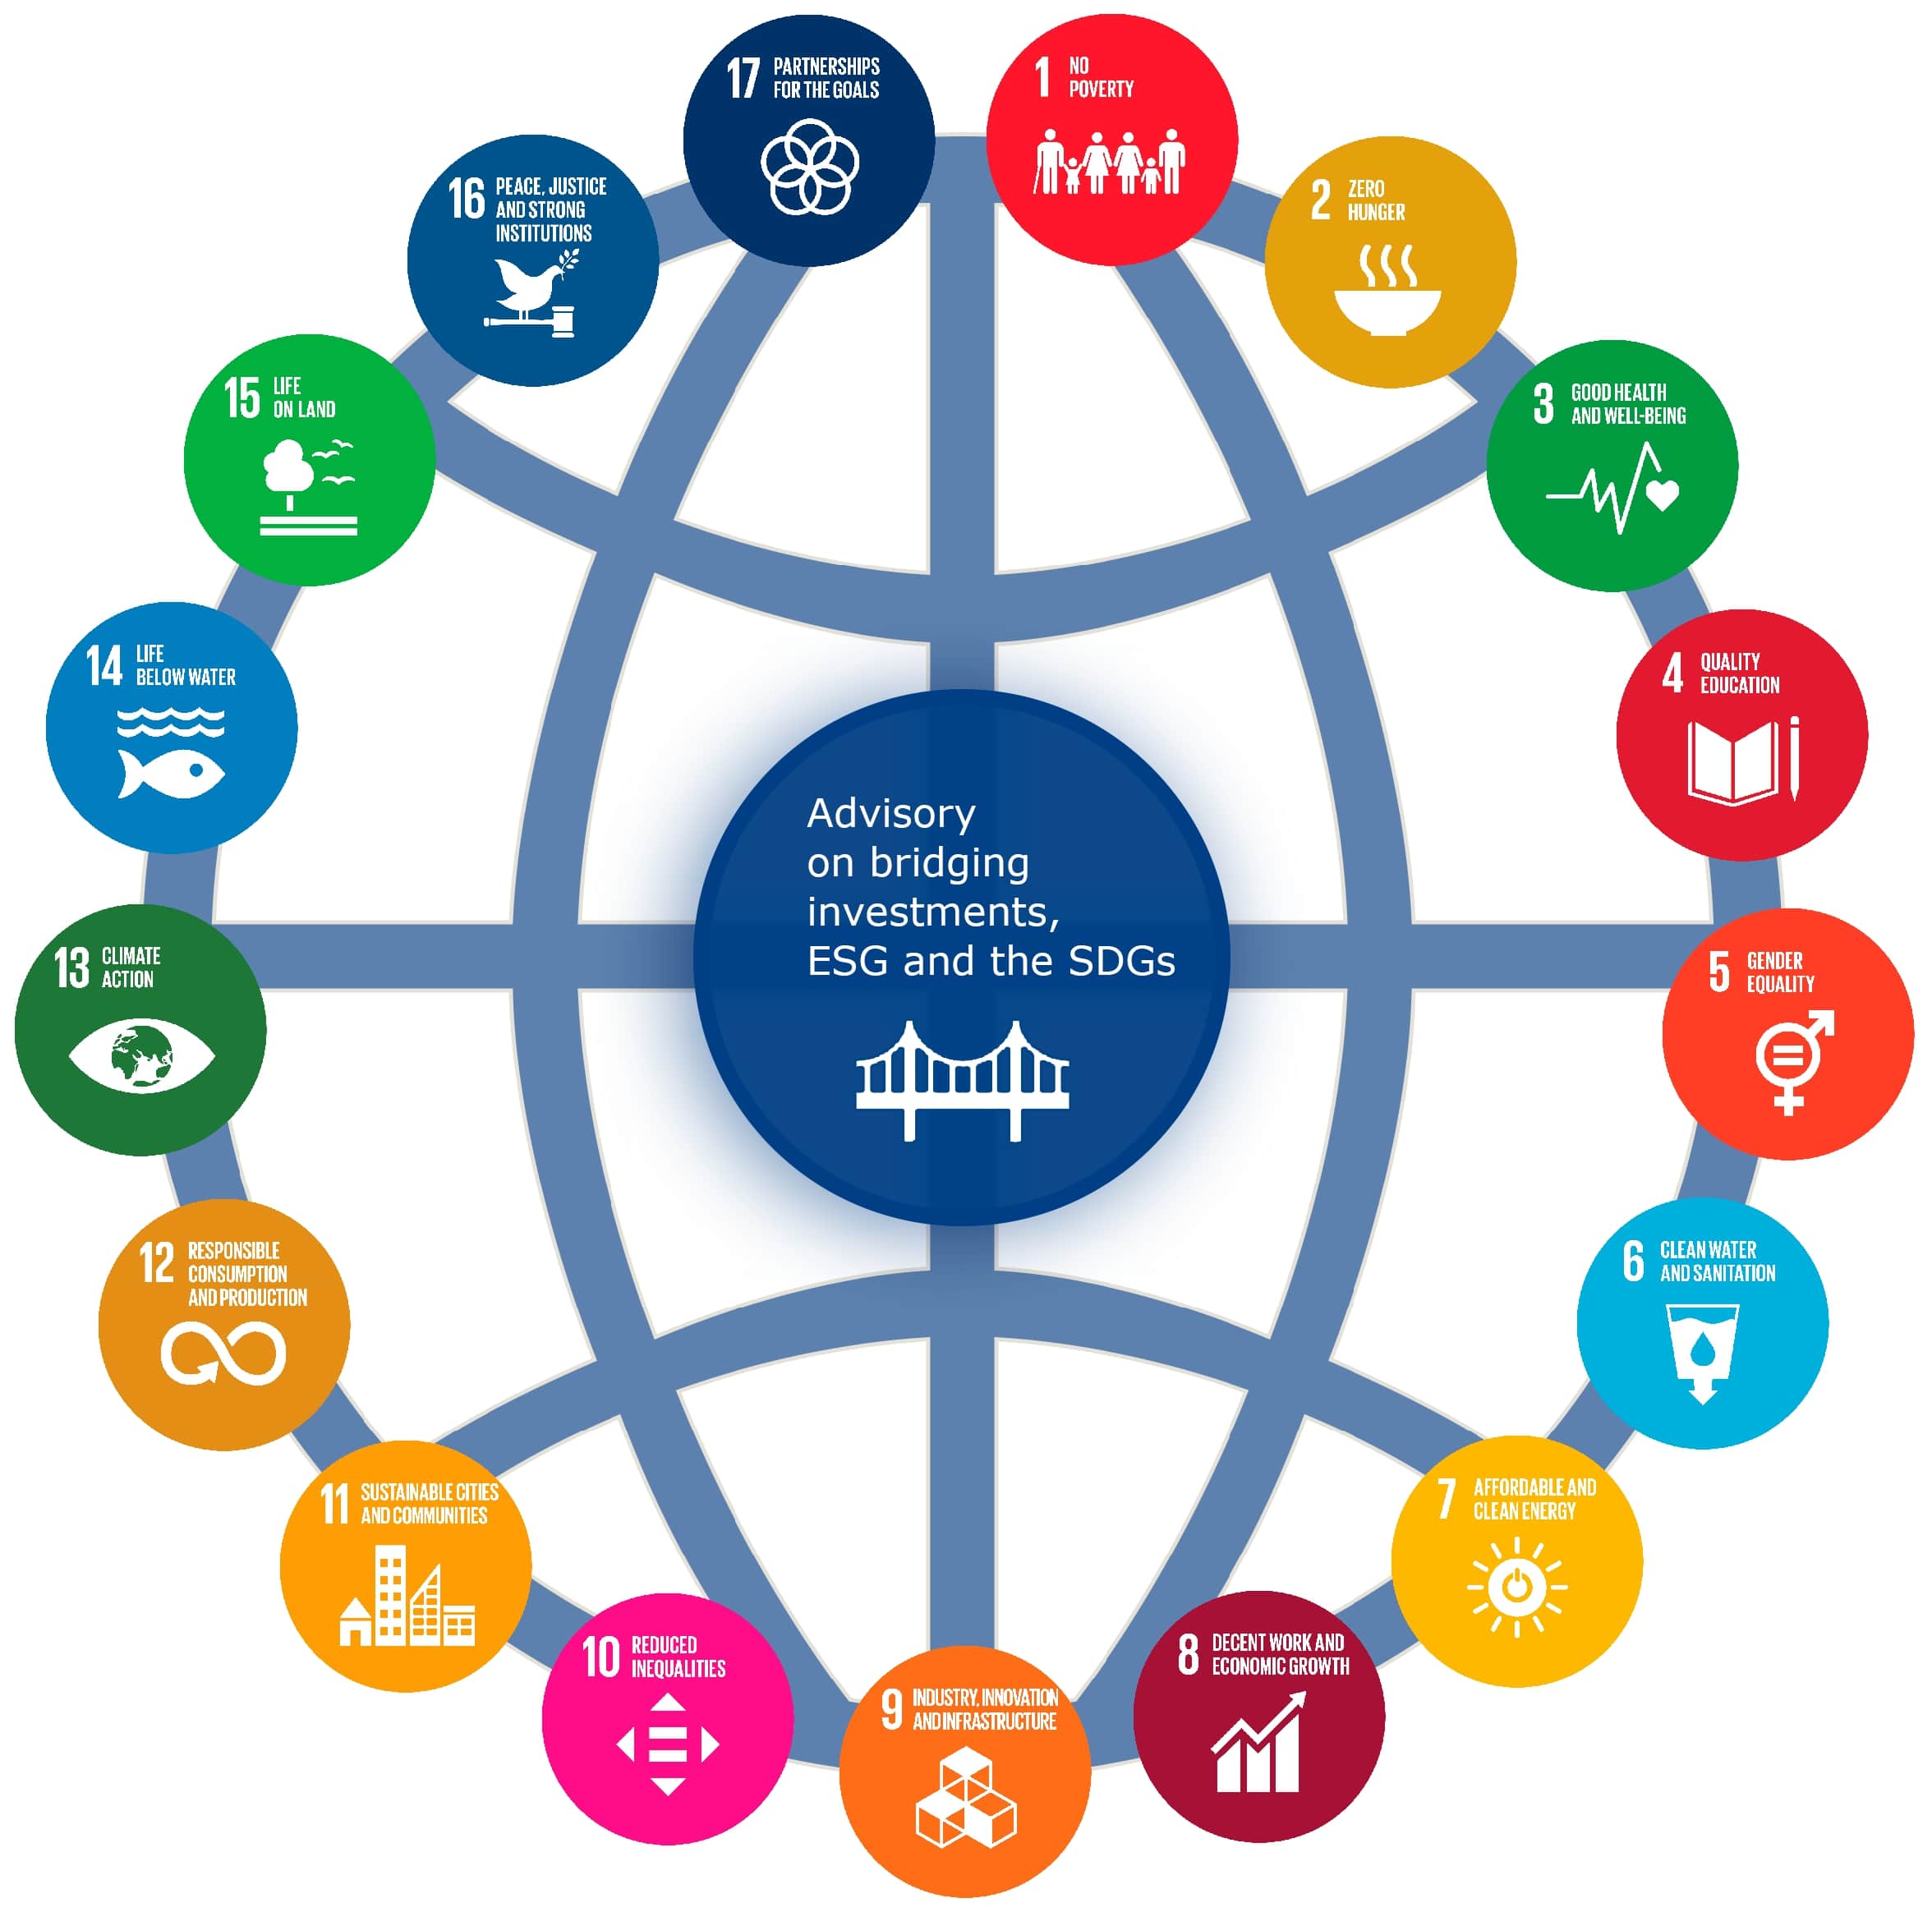 17 PARTNERSHIPS
FOR THE GOALS
1 NO
POVERTY
2 ZERO
HUNGER
3 GOOD HEALTH
AND WELL-BEING
4 QUALITY
EDUCATION
5 GENDER
EQUALITY
6 CLEAN WATER
AND SANITATION
7 AFFORDABLE AND
CLEAN ENERGY
8 DECENT WORK AND
ECONOMIC GROWTH
9 INDUSTRY, INNOVATION
AND INFRASTRUCTURE
10 REDUCED
INEQUALITIES
11 SUSTAINABLE CITIES
AND COMMUNITIES
12 RESPONSIBLE
CONSUMPTION
AND PRODUCTION
13 CLIMATE
ACTION
14 LIFE
BELOW WATER
15 LIFE
ON LAND
16 PEACE, JUSTICE
AND STRONG
INSTITUTIONS
Advisory
on bridging
investments,
ESG and the SDGs